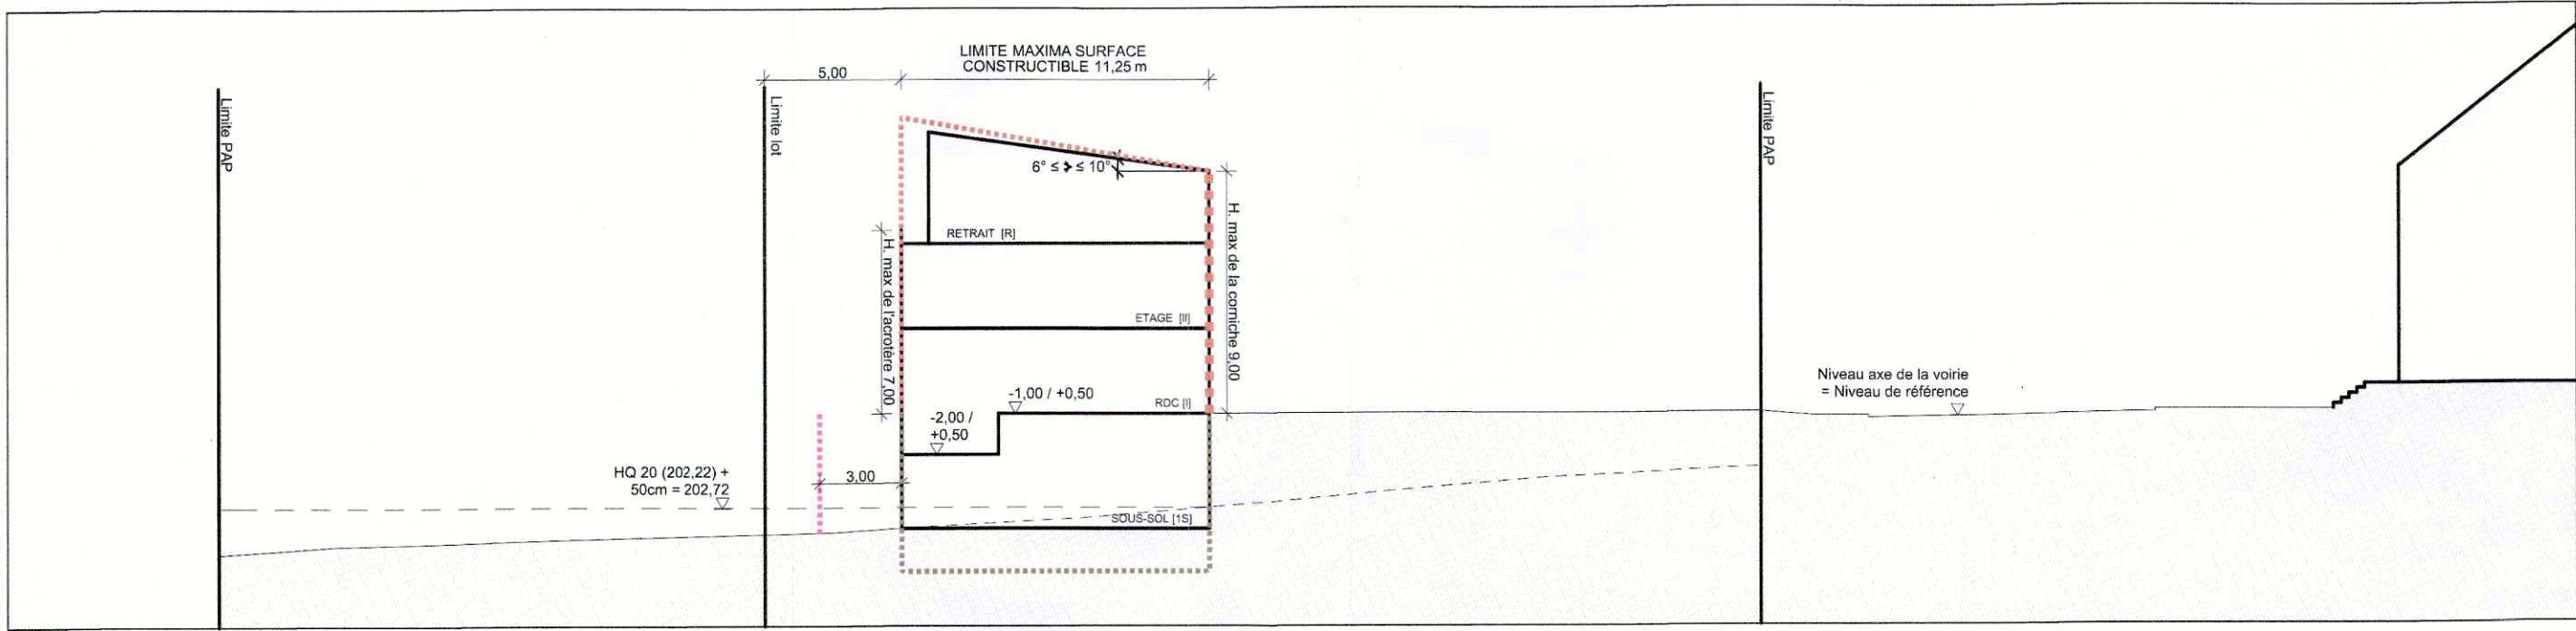 LIMITE MAXIMA SURFACE
CONSTRUCTIBLE 11,25 m
5,00
Limite PAP
Limite lot
Limite PAP
6° ≤ ≤ 10°
RETRAIT [R]
H. max de l'acrotère 7,00
H. max de la corniche 9,00
ETAGE [II]
Niveau axe de la voirie
= Niveau de référence
-1,00 / +0,50
RDC [I]
-2,00 /
+0,50
HQ 20 (202,22) +
50cm = 202,72
3,00
SOUS-SOL [1S]